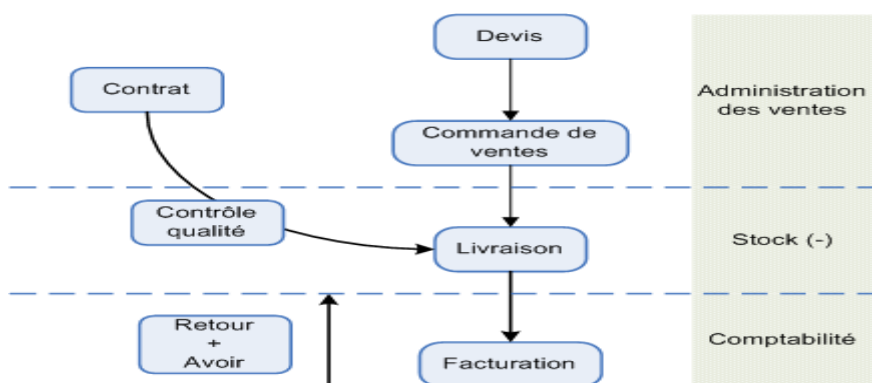 Devis
Contrat
Administration
des ventes
Commande de
ventes
Contrôle
qualité
Livraison
Stock (-)
Retour
+
Avoir
Facturation
Comptabilité